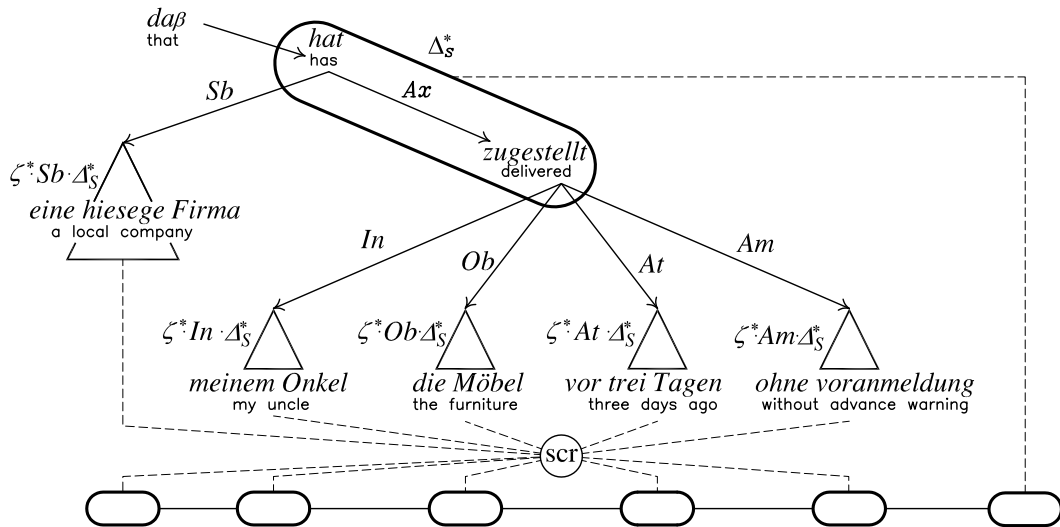 daβ
that
hat
has
Δ*s
Sb
Ax
zugestellt
delivered
ζ*·Sb·Δ*S
eine hiesege Firma
a local company
In
Ob
At
Am
ζ*·In·Δ*S
ζ*·Ob·Δ*S
ζ*·At·Δ*S
ζ*·Am·Δ*S
meinem Onkel
my uncle
die Möbel
the furniture
vor trei Tagen
three days ago
ohne voranmeldung
without advance warning
scr